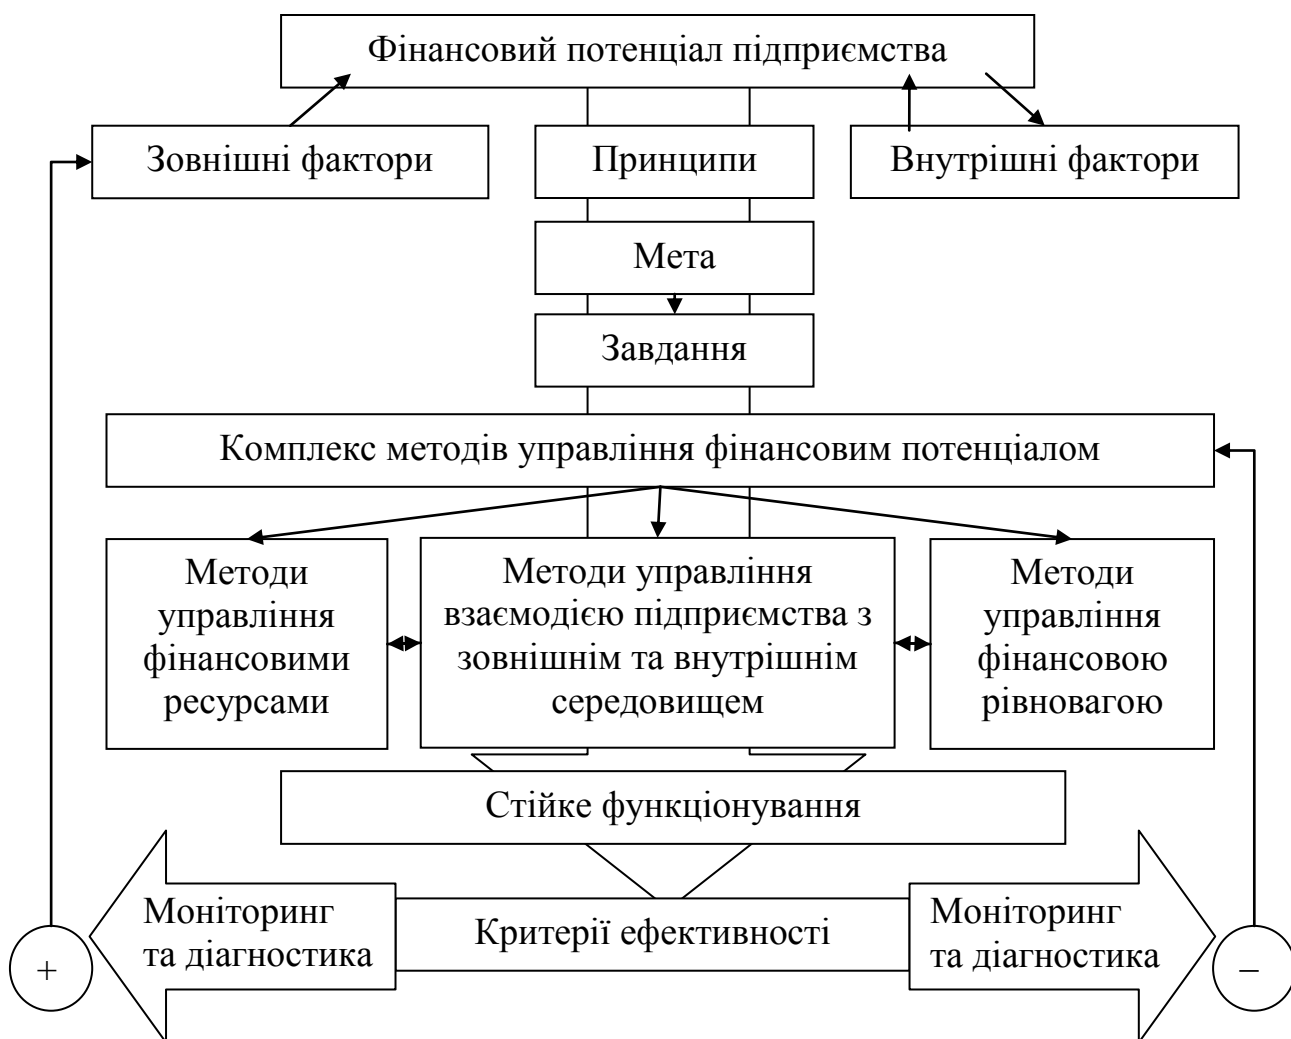 Фінансовий потенціал підприємства
Зовнішні фактори
Принципи
Внутрішні фактори
Мета
Завдання
Комплекс методів управління фінансовим потенціалом
Методи
управління
фінансовими
ресурсами
Методи управління
взаємодією підприємства з
зовнішнім та внутрішнім
середовищем
Методи
управління
фінансовою
рівновагою
Стійке функціонування
Моніторинг
та діагностика
Критерії ефективності
Моніторинг
та діагностика
+
–